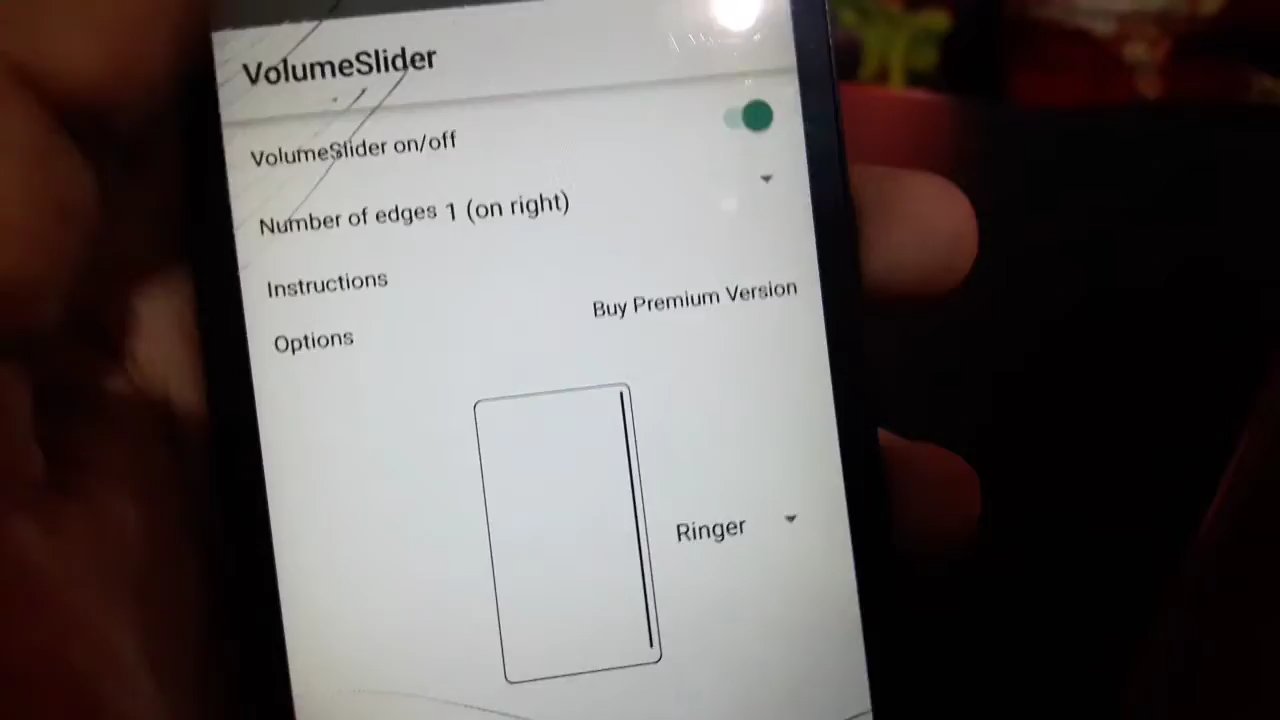 VolumeSlider
VolumeSlider on/off
Number of edges 1 (on right)
Instructions
Buy Premium Version
Options
Ringer